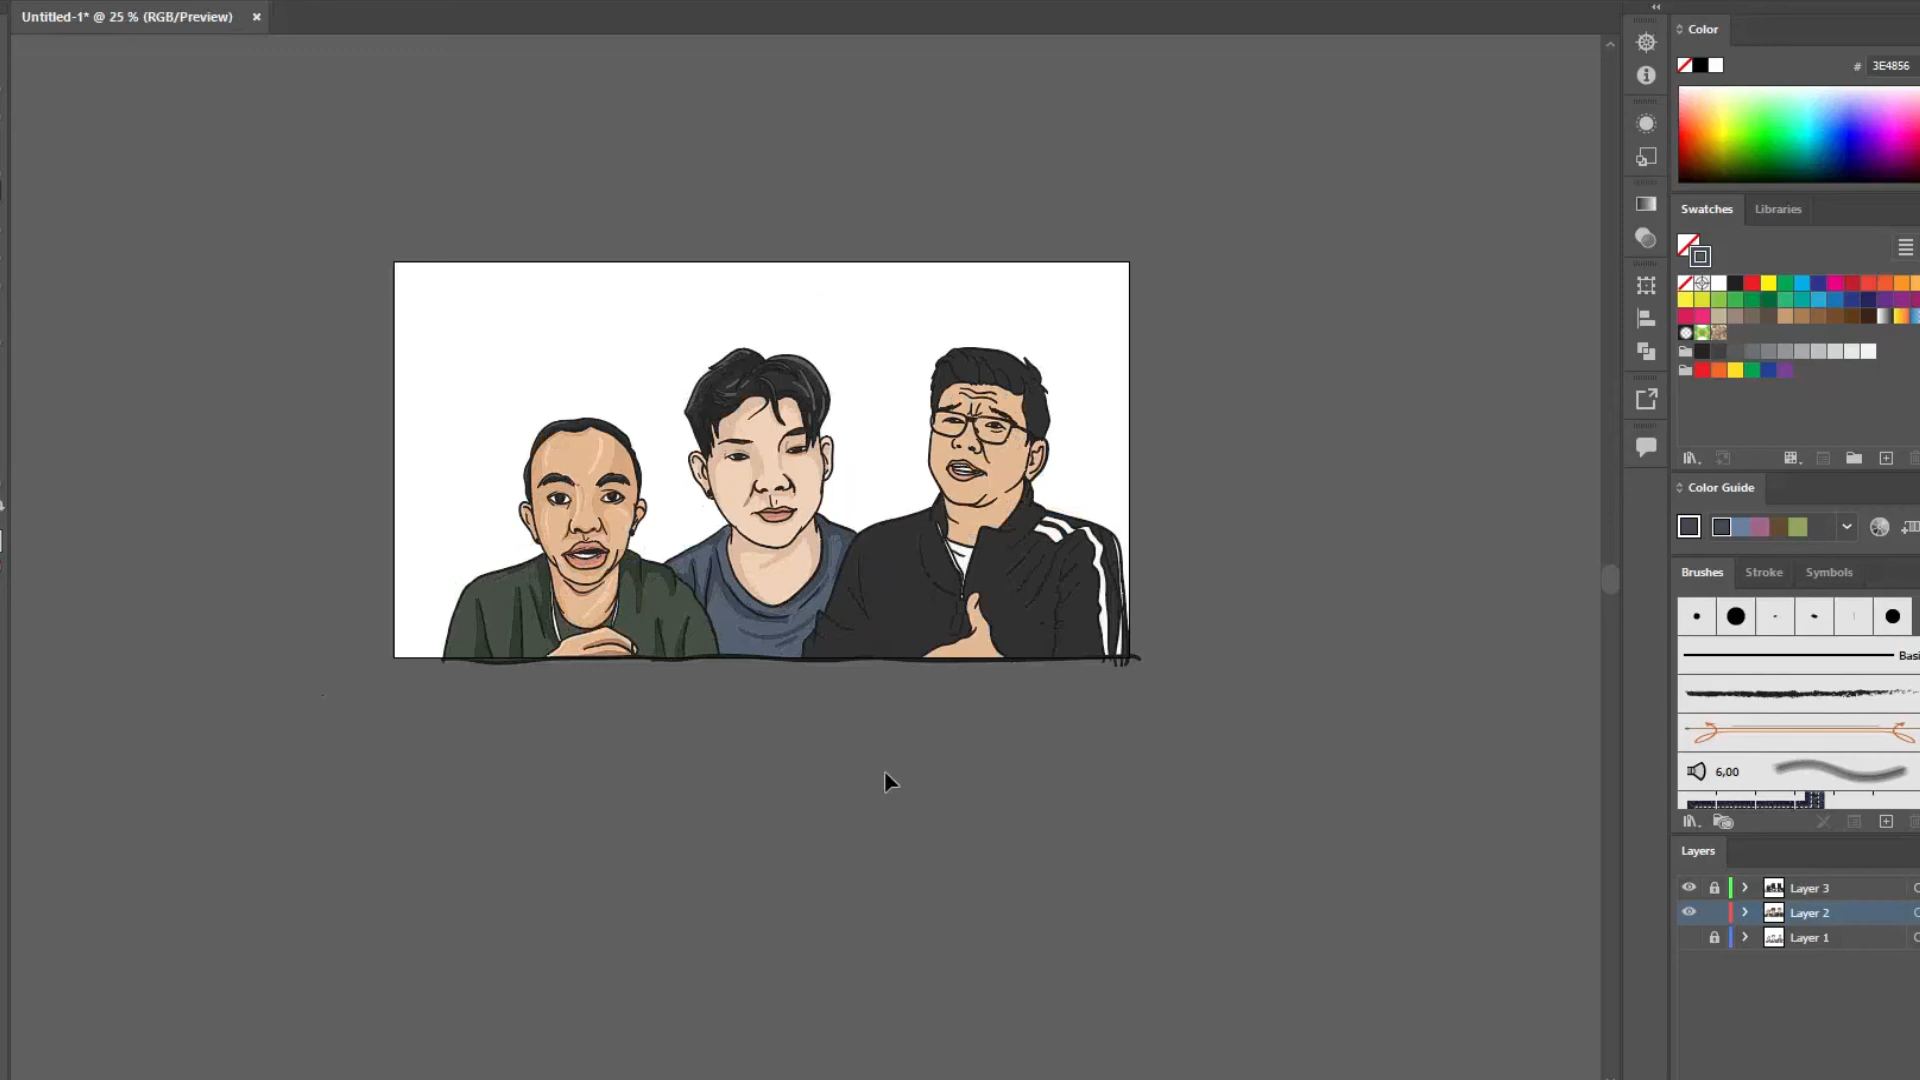 Untitled-1* @ 25 % (RGB/Preview) ×
Color
# 3E4856
Swatches Libraries
Color Guide
Brushes Stroke Symbols
Basi
6,00
Layers
Layer 3
Layer 2
Layer 1